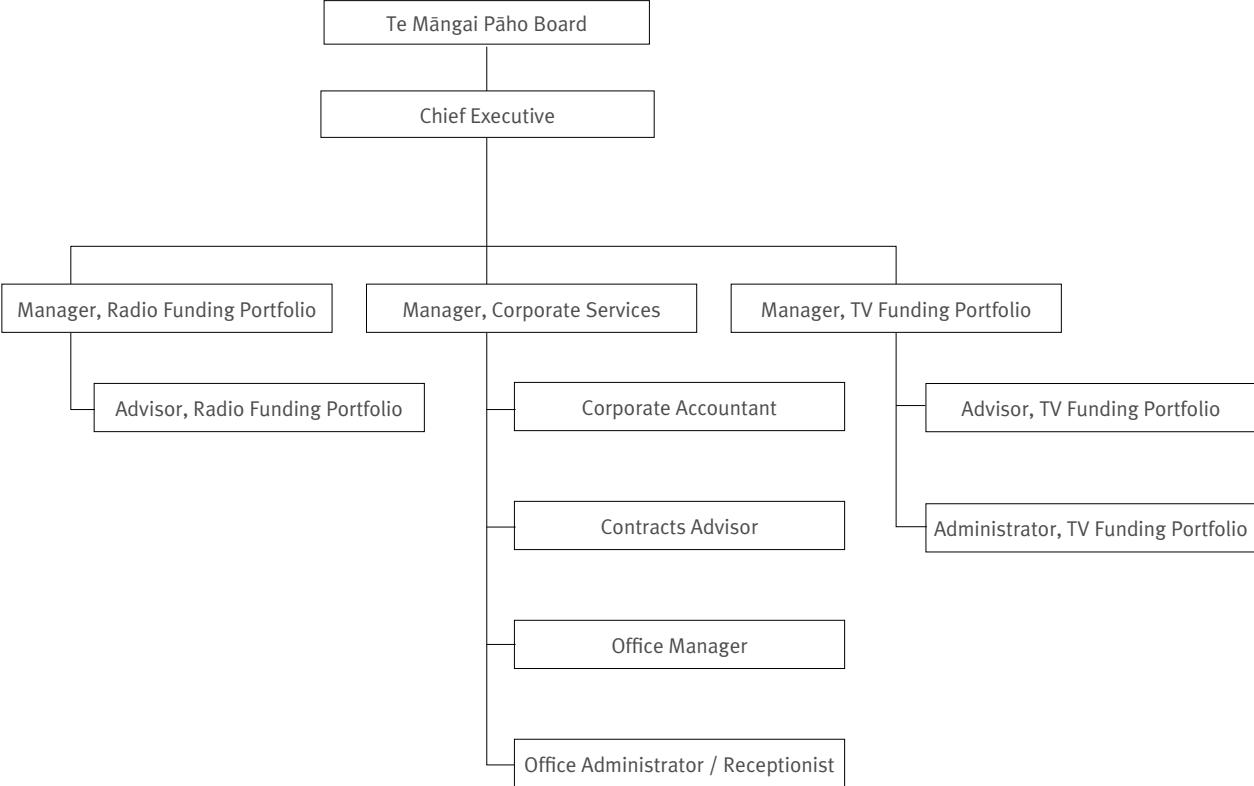 Te Māngai Pāho Board
Chief Executive
Manager, Radio Funding Portfolio
Manager, Corporate Services
Manager, TV Funding Portfolio
Advisor, Radio Funding Portfolio
Corporate Accountant
Advisor, TV Funding Portfolio
Contracts Advisor
Administrator, TV Funding Portfolio
Office Manager
Office Administrator / Receptionist